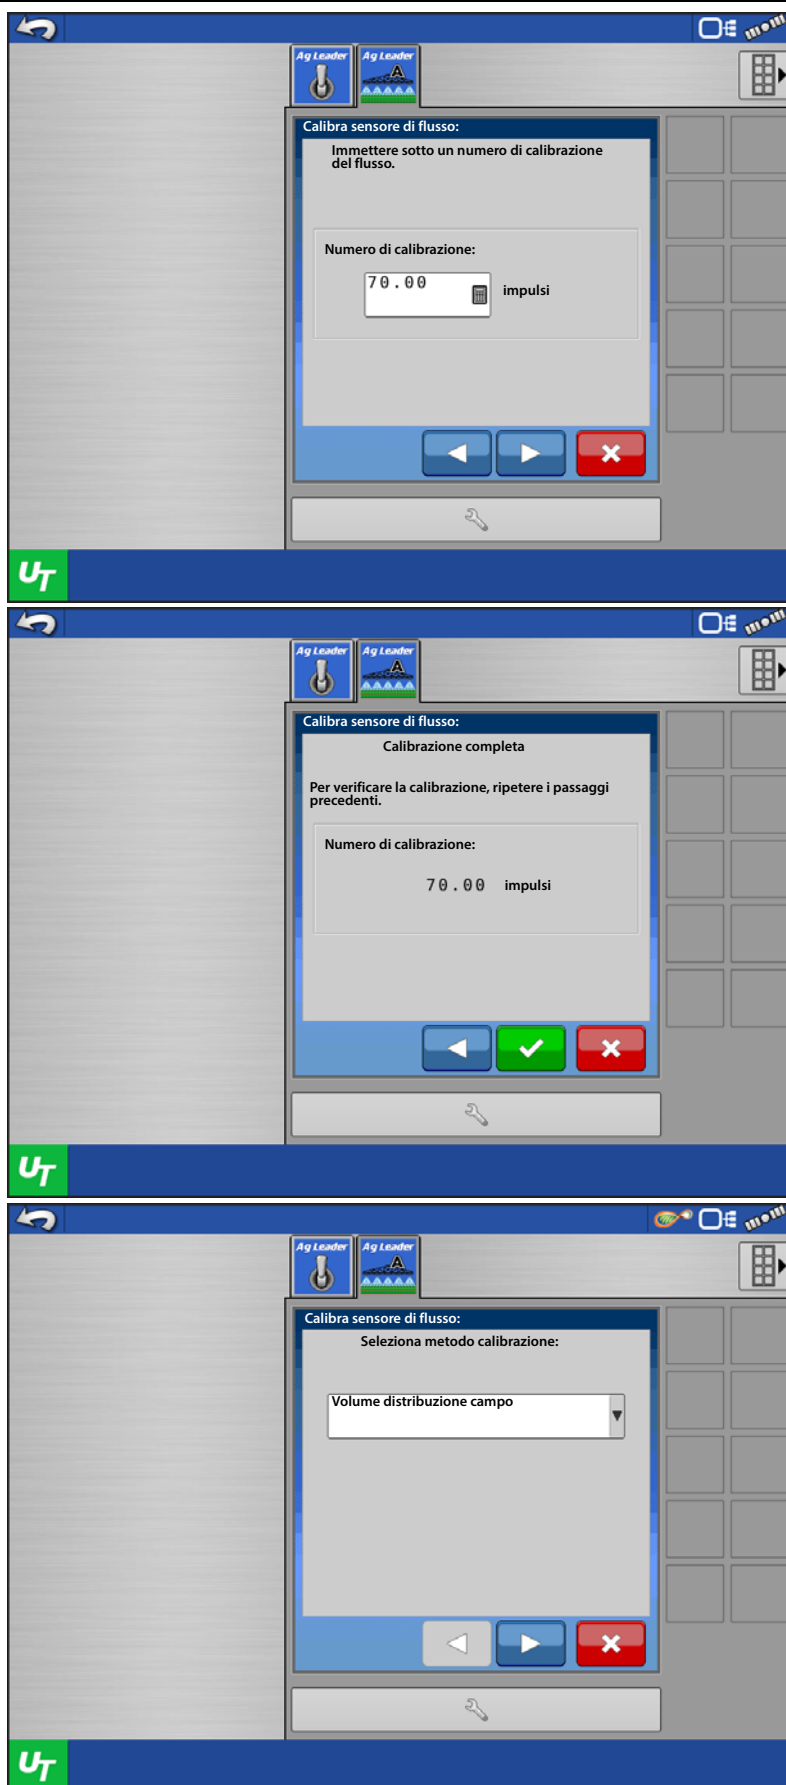 Ag Leader Ag Leader
A
Calibra sensore di flusso:
Immettere sotto un numero di calibrazione
del flusso.
Numero di calibrazione:
70.00 impulsi
UT
Ag Leader Ag Leader
A
Calibra sensore di flusso:
Calibrazione completa
Per verificare la calibrazione, ripetere i passaggi
precedenti.
Numero di calibrazione:
70.00 impulsi
UT
Ag Leader Ag Leader
A
Calibra sensore di flusso:
Seleziona metodo calibrazione:
Volume distribuzione campo
UT